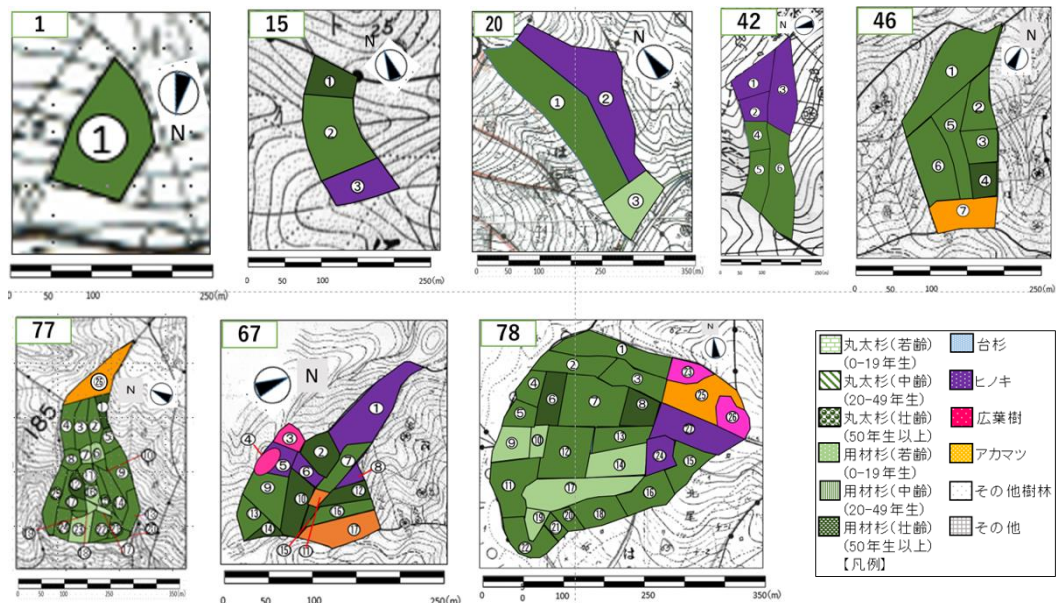 1
N
①
0 50 100 250(m)
15
N
35
①
②
③
0 50 100 250(m)
20
N
①
②
③
0 50 100 250 350(m)
42
N
①
②
③
④
⑤
⑥
0 50 100 250(m)
46
N
①
②
③
④
⑤
⑥
⑦
0 50 100 250(m)
77
N
185
㉖
0 50 100 250 350(m)
67
N
①
②
③
④
⑤
⑥
⑦
⑧
⑨
⑩
⑫
⑬
⑭
⑮
⑪
⑰
0 50 100 250(m)
78
N
①
②
③
④
⑤
⑥
⑦
⑧
⑨
⑩
⑪
⑫
⑬
⑭
⑮
⑯
⑰
⑱
⑲
⑳
㉑
㉒
㉓
㉔
㉕
㉖
㉗
0 50 100 250 350(m)
丸太杉(若齢)
(0-19年生)
丸太杉(中齢)
(20-49年生)
丸太杉(壮齢)
(50年生以上)
用材杉(若齢)
(0-19年生)
用材杉(中齢)
(20-49年生)
用材杉(壮齢)
(50年生以上)
【凡例】
台杉
ヒノキ
広葉樹
アカマツ
その他樹林
その他